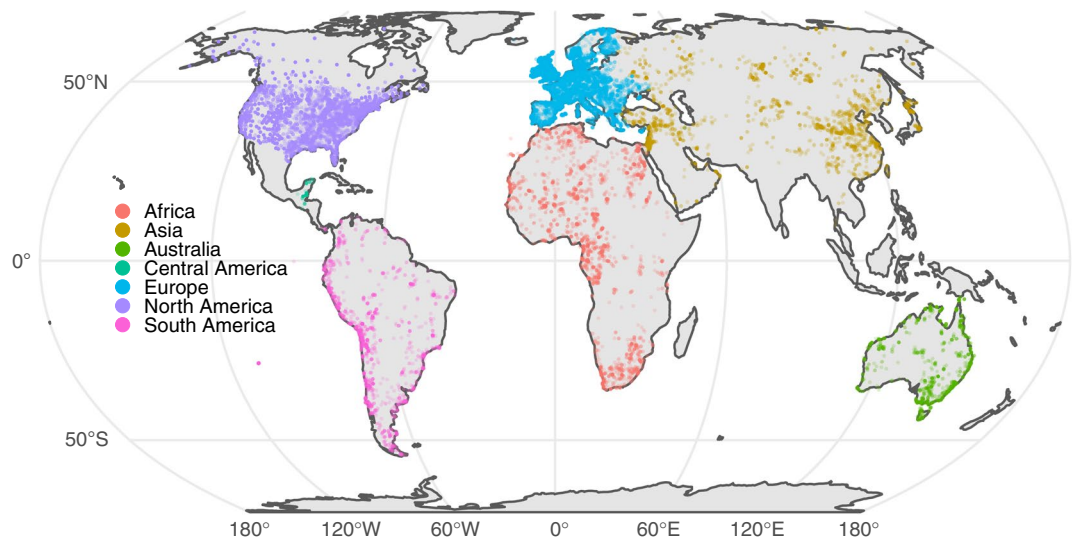 50°N
Africa
Asia
Australia
0°
Central America
Europe
North America
South America
50°S
180° 120°W 60°W 0° 60°E 120°E 180°